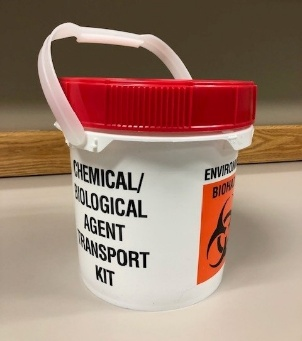 CHEMICAL/
BIOLOGICAL
AGENT
TRANSPORT
KIT